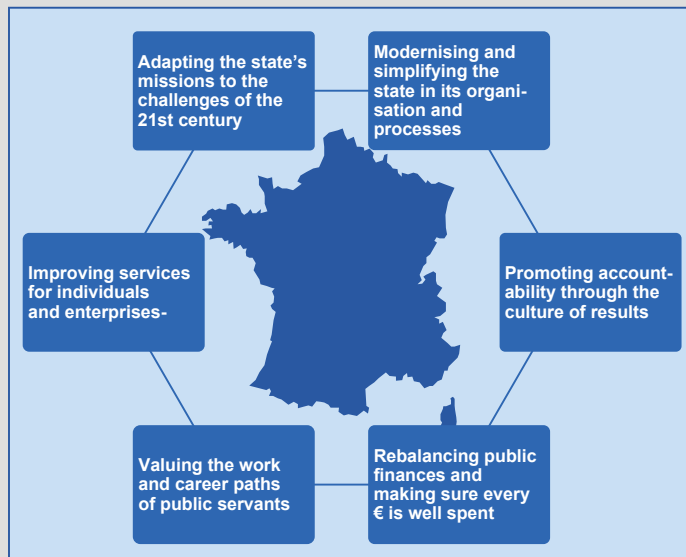 Adapting the state's
missions to the
challenges of the
21st century
Modernising and
simplifying the
state in its organi-
sation and
processes
Improving services
for individuals
and enterprises-
Promoting account-
ability through the
culture of results
Valuing the work
and career paths
of public servants
Rebalancing public
finances and
making sure every
€ is well spent